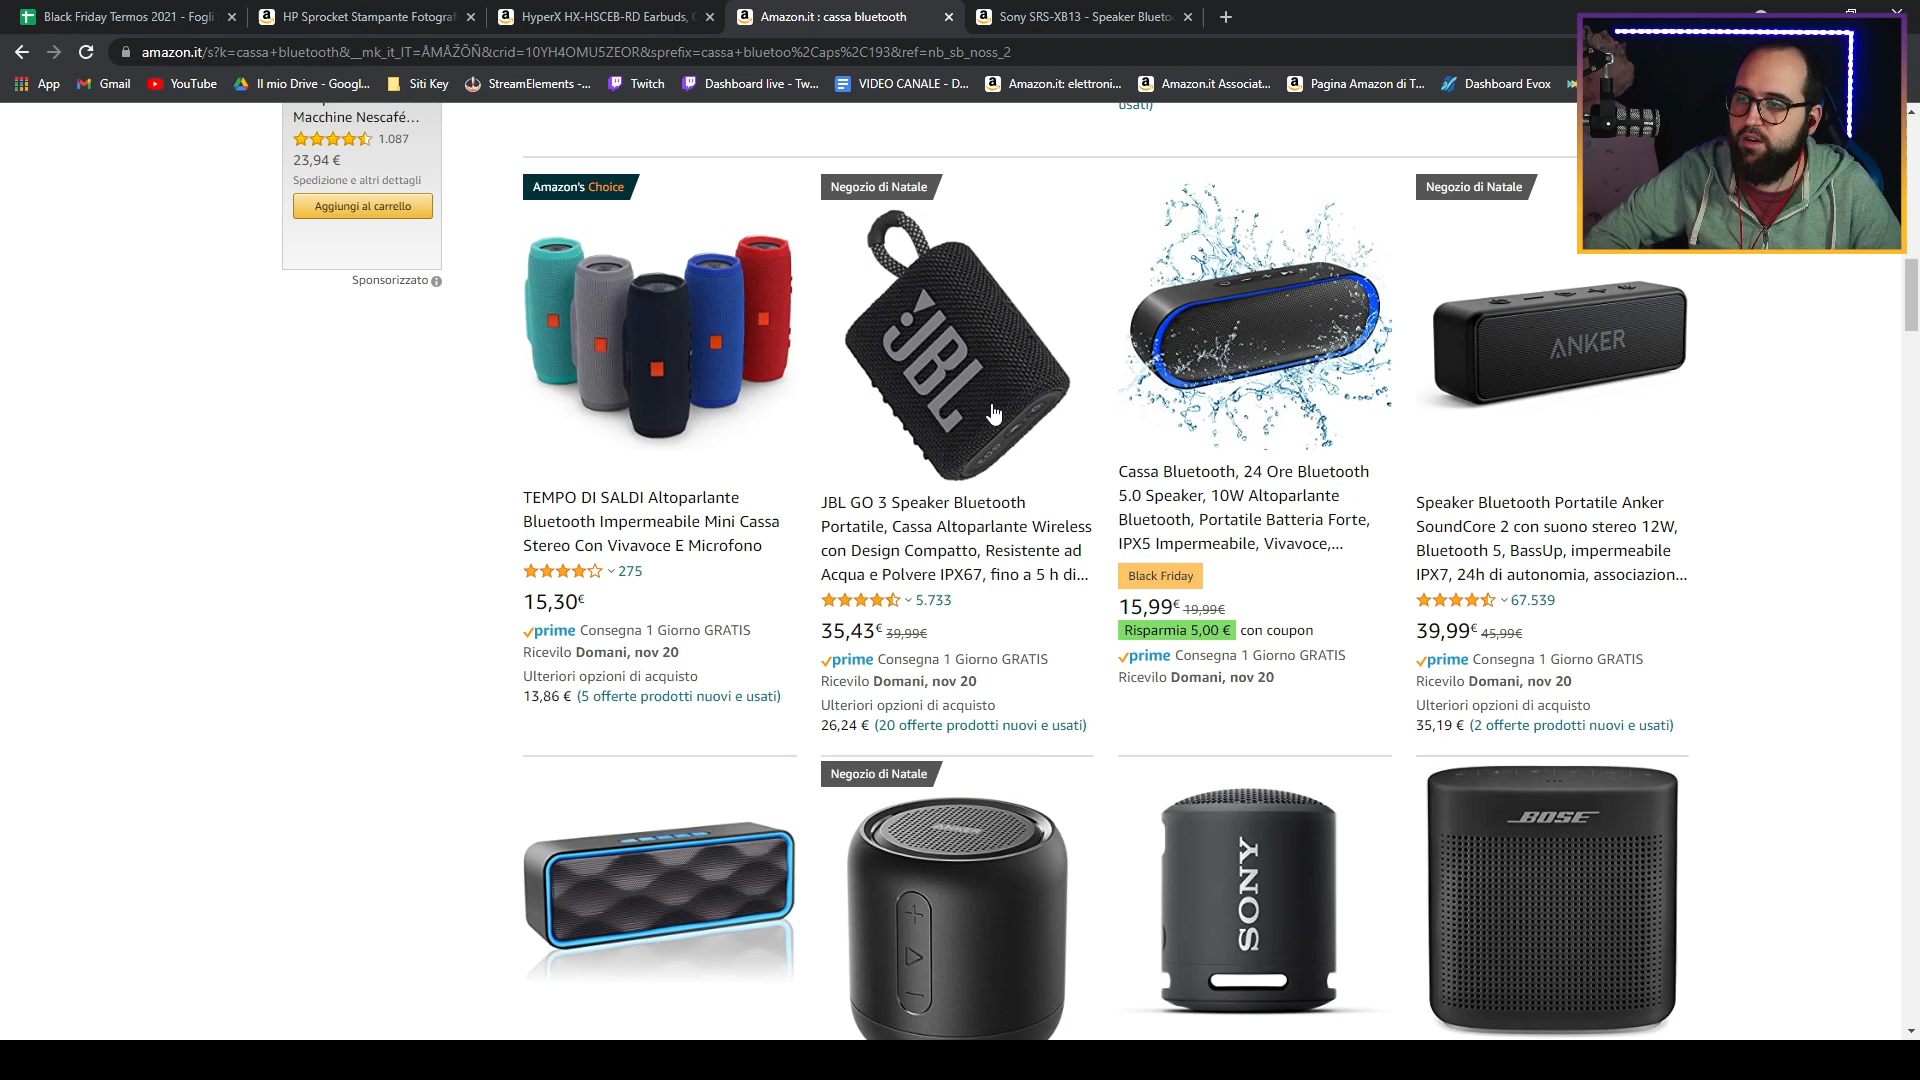 Black Friday Termos 2021 - Fogli
HP Sprocket Stampante Fotograf
HyperX HX-HSCEB-RD Earbuds,
Amazon.it : cassa bluetooth
Sony SRS-XB13 - Speaker Bluetoo
amazon.it/s?k=cassa+bluetooth&__mk_it_IT=ÅMÅŽÕÑ&crid=10YH4OMU5ZEOR&sprefix=cassa+bluetoo%2Caps%2C193&ref=nb_sb_noss_2
App
Gmail
YouTube
Il mio Drive - Googl...
Siti Key
StreamElements -...
Twitch
Dashboard live - Tw...
VIDEO CANALE - D...
Amazon.it: elettroni...
Amazon.it Associat...
Pagina Amazon di T...
Dashboard Evox
usati)
Macchine Nescafé...
1.087
23,94 €
Spedizione e altri dettagli
Aggiungi al carrello
Sponsorizzato
Amazon's Choice
TEMPO DI SALDI Altoparlante
Bluetooth Impermeabile Mini Cassa
Stereo Con Vivavoce E Microfono
275
15,30€
prime Consegna 1 Giorno GRATIS
Ricevilo Domani, nov 20
Ulteriori opzioni di acquisto
13,86 € (5 offerte prodotti nuovi e usati)
Negozio di Natale
JBL
JBL GO 3 Speaker Bluetooth
Portatile, Cassa Altoparlante Wireless
con Design Compatto, Resistente ad
Acqua e Polvere IPX67, fino a 5 h di...
5.733
35,43€ 39,99€
prime Consegna 1 Giorno GRATIS
Ricevilo Domani, nov 20
Ulteriori opzioni di acquisto
26,24 € (20 offerte prodotti nuovi e usati)
Cassa Bluetooth, 24 Ore Bluetooth
5.0 Speaker, 10W Altoparlante
Bluetooth, Portatile Batteria Forte,
IPX5 Impermeabile, Vivavoce,...
Black Friday
15,99€ 19,99€
Risparmia 5,00 € con coupon
prime Consegna 1 Giorno GRATIS
Ricevilo Domani, nov 20
Negozio di Natale
ANKER
Speaker Bluetooth Portatile Anker
SoundCore 2 con suono stereo 12W,
Bluetooth 5, BassUp, impermeabile
IPX7, 24h di autonomia, association...
67.539
39,99€ 45,99€
prime Consegna 1 Giorno GRATIS
Ricevilo Domani, nov 20
Ulteriori opzioni di acquisto
35,19 € (2 offerte prodotti nuovi e usati)
Negozio di Natale
SONY
BOSE